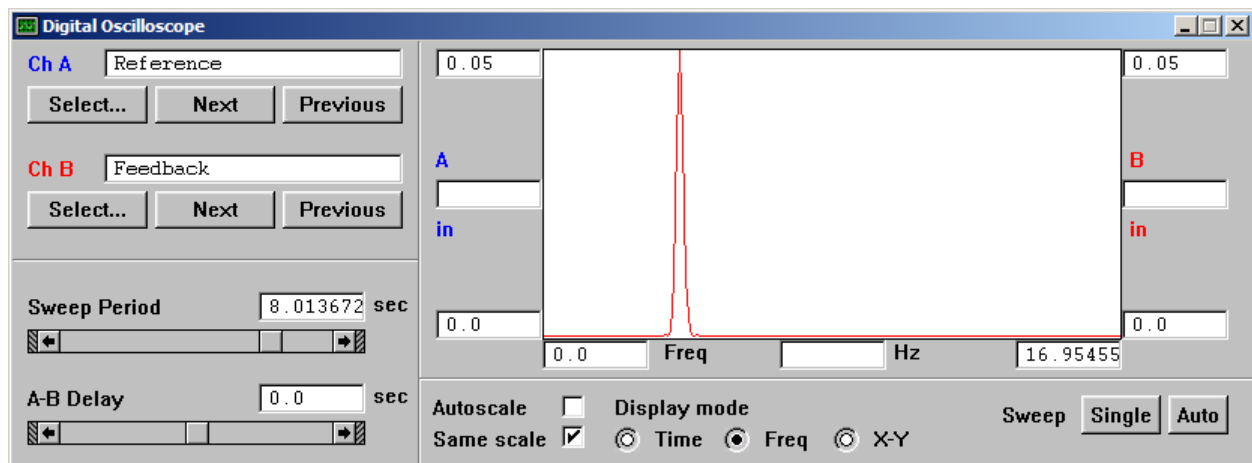 Digital Oscilloscope
Ch A Reference
Select... Next Previous
Ch B Feedback
Select... Next Previous
Sweep Period 8.013672 sec
A-B Delay 0.0 sec
0.05
A
in
0.0
0.05
B
in
0.0
0.0 Freq Hz 16.95455
Autoscale Display mode
Same scale Time Freq X-Y
Sweep Single Auto